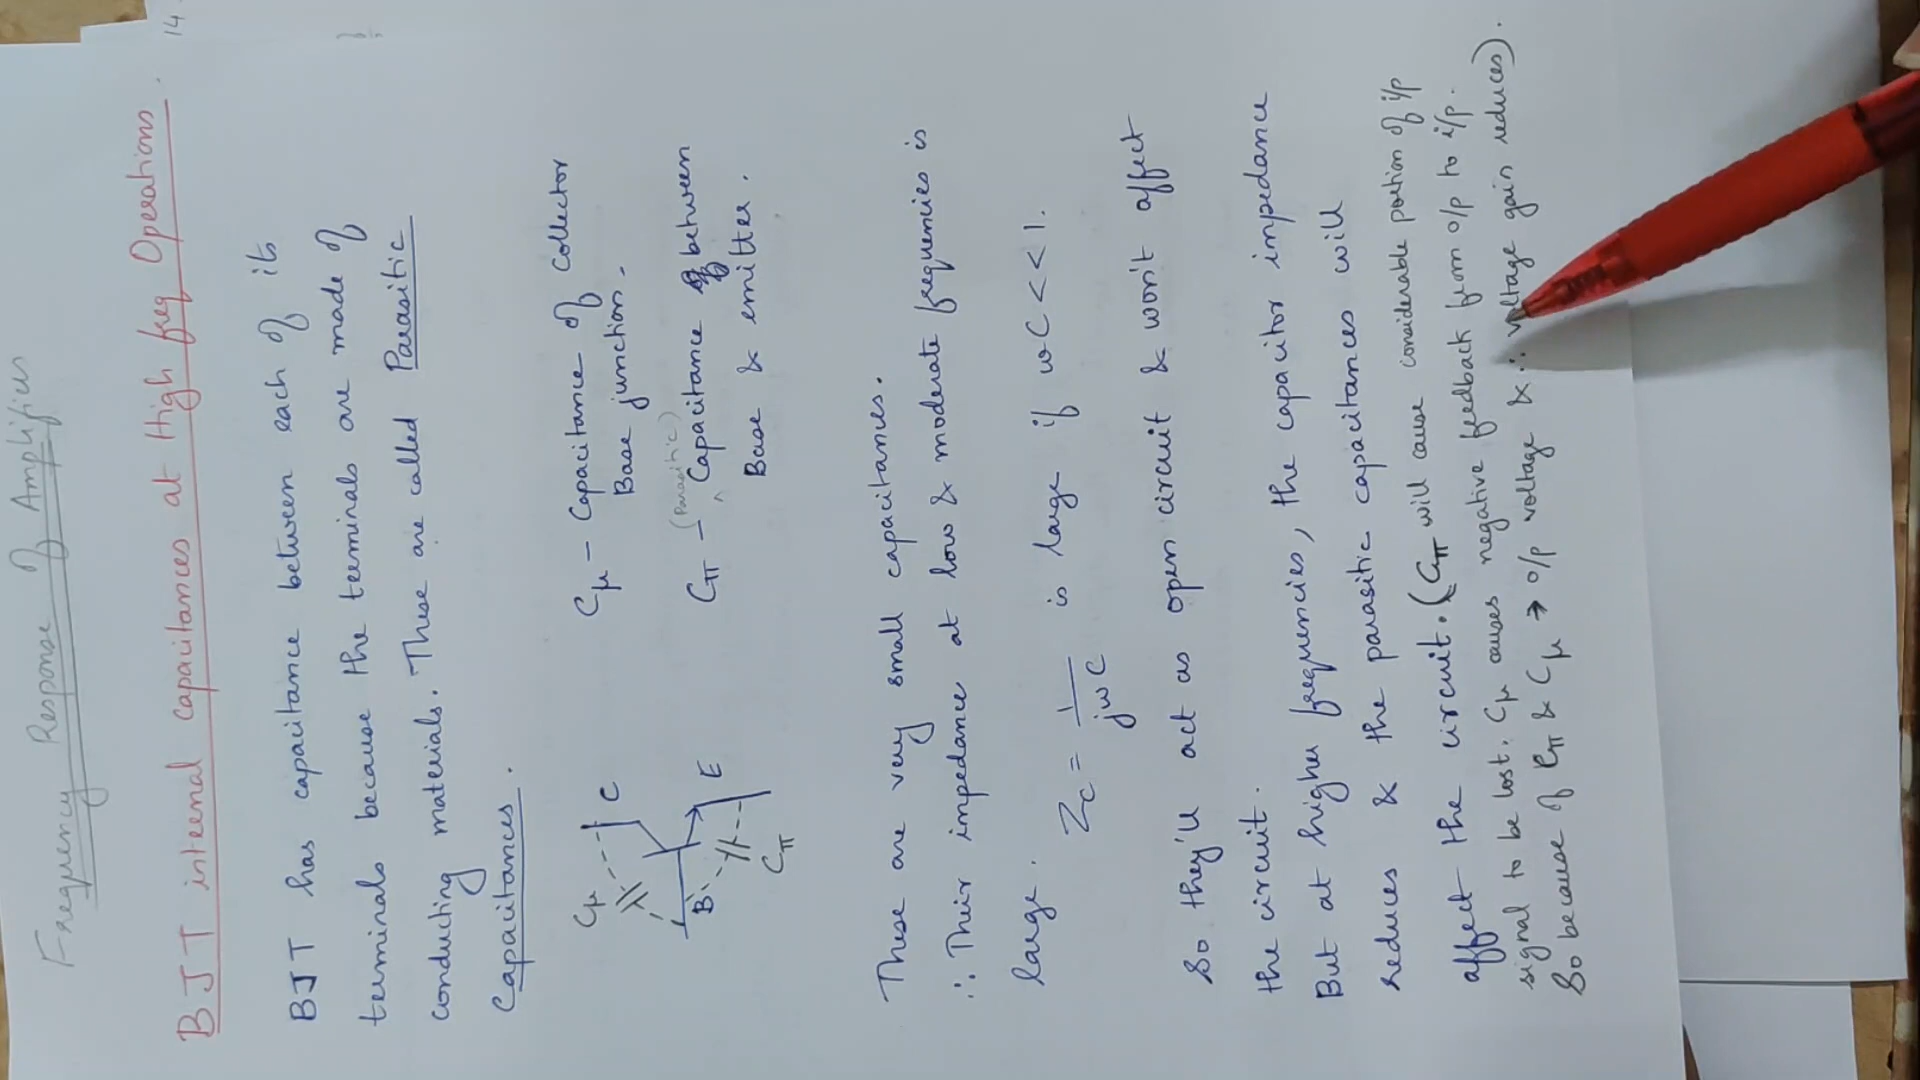 14.
Frequency Response Of Amplifier
BJT internal capacitances at High freq Operations.
BJT has capacitance between each of its
terminals because the terminals are made of
conducting materials. These are called Parasitic
Capacitances.
Cμ
C
B
E
Cπ
Cμ - Capacitance of collector
Base junction.
(Parasitic)
Cπ - ^ Capacitance between
Base & emitter.
These are very small capacitances.
∴ Their impedance at low & moderate frequencies is
large.
Zc = 1/jωC is large if ωC << 1.
So they'll act as open circuit & won't affect
the circuit.
But at higher frequencies, the capacitor impedance
reduces & the parasitic capacitances will
affect the circuit. (Cπ will cause considerable portion of i/p
signal to be lost. Cμ causes negative feedback from o/p to i/p.
So because of Cπ & Cμ → o/p voltage & ∴ voltage gain reduces).